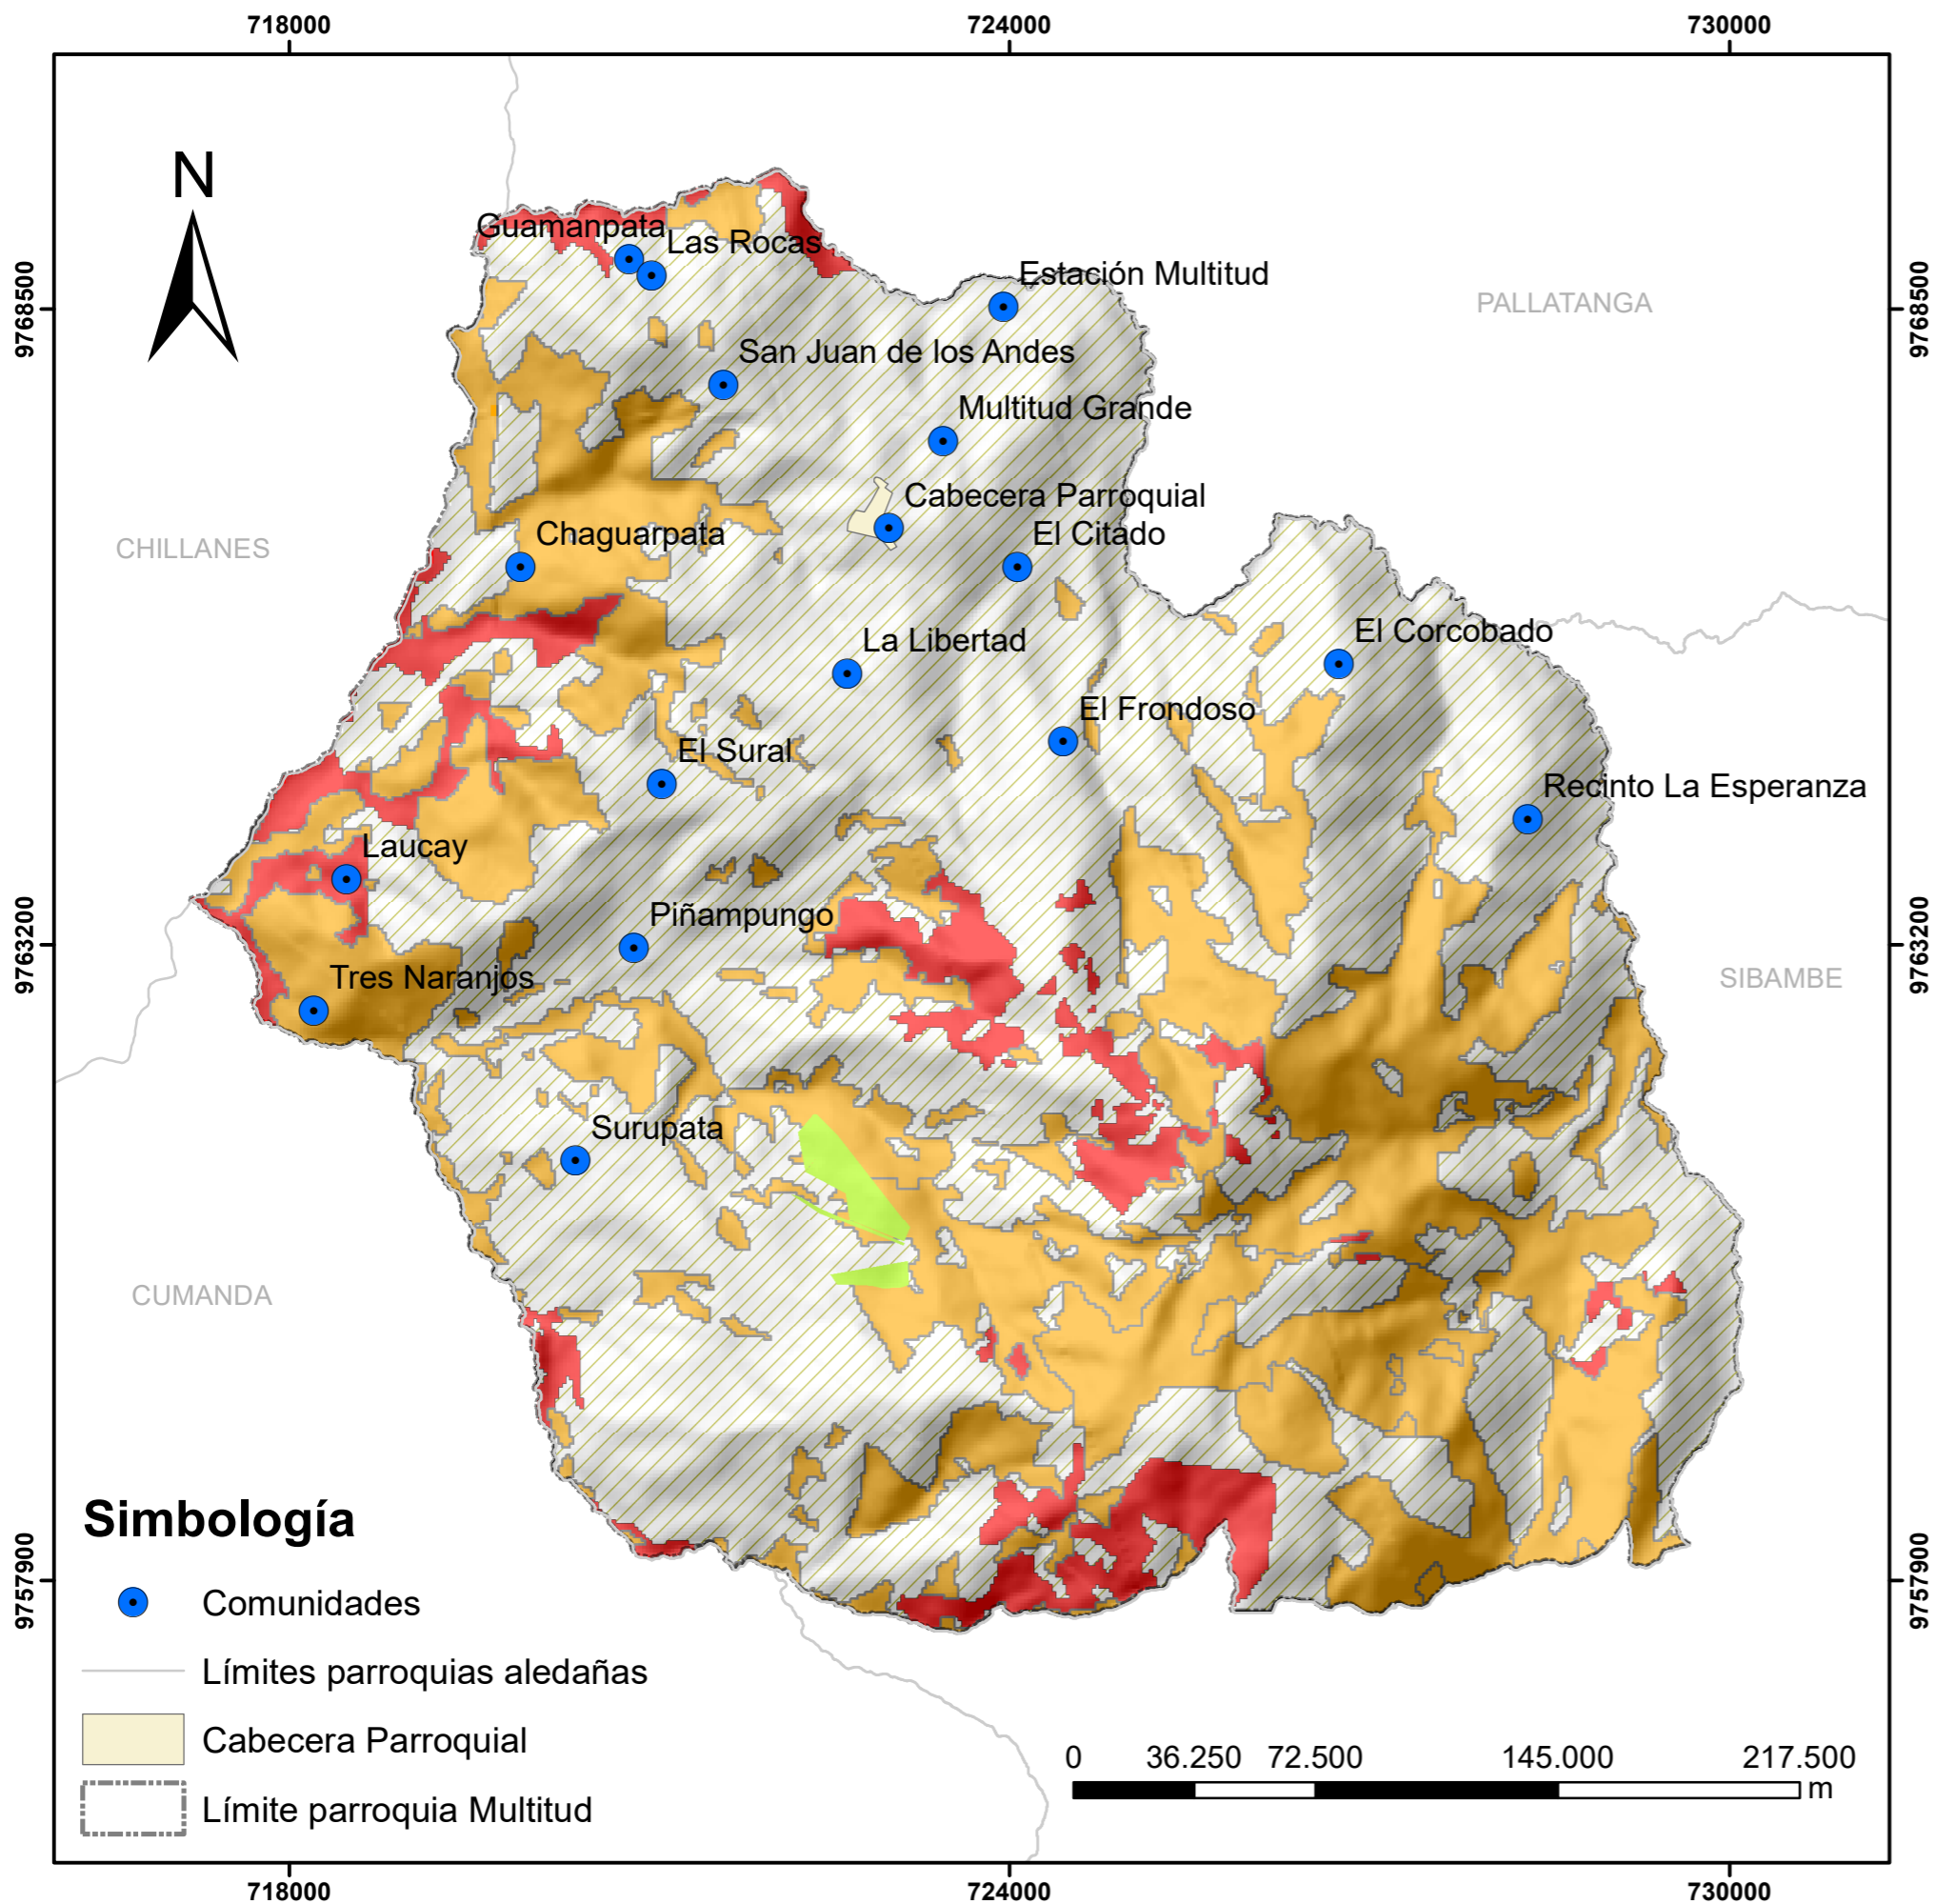 718000
724000
730000
N
Guamanpata
Las Rocas
Estación Multitud
9768500
PALLATANGA
9768500
San Juan de los Andes
Multitud Grande
Cabecera Parroquial
CHILLANES
Chaguarpata
El Citado
La Libertad
El Corcobado
El Frondoso
El Sural
Recinto La Esperanza
Laucay
Piñampungo
9763200
Tres Naranjos
SIBAMBE
9763200
Surupata
CUMANDA
Simbología
9757900
Comunidades
9757900
Límites parroquias aledañas
Cabecera Parroquial
Límite parroquia Multitud
0 36.250 72.500 145.000 217.500
m
718000
724000
730000